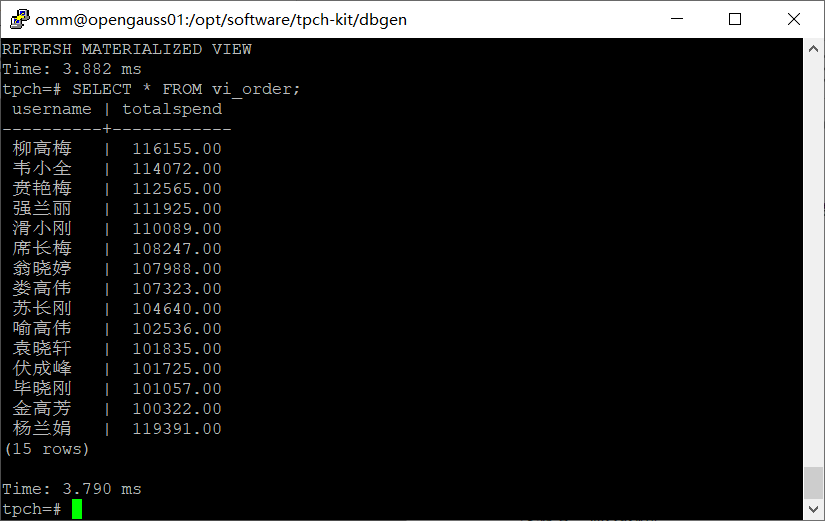 omm@opengauss01:/opt/software/tpch-kit/dbgen
REFRESH MATERIALIZED VIEW
Time: 3.882 ms
tpch=# SELECT * FROM vi_order;
 username | totalspend
----------+------------
 柳高梅   |  116155.00
 韦小全   |  114072.00
 贲艳梅   |  112565.00
 强兰丽   |  111925.00
 滑小刚   |  110089.00
 席长梅   |  108247.00
 翁晓婷   |  107988.00
 娄高伟   |  107323.00
 苏长刚   |  104640.00
 喻高伟   |  102536.00
 袁晓轩   |  101835.00
 伏成峰   |  101725.00
 毕晓刚   |  101057.00
 金高芳   |  100322.00
 杨兰娟   |  119391.00
(15 rows)
Time: 3.790 ms
tpch=#